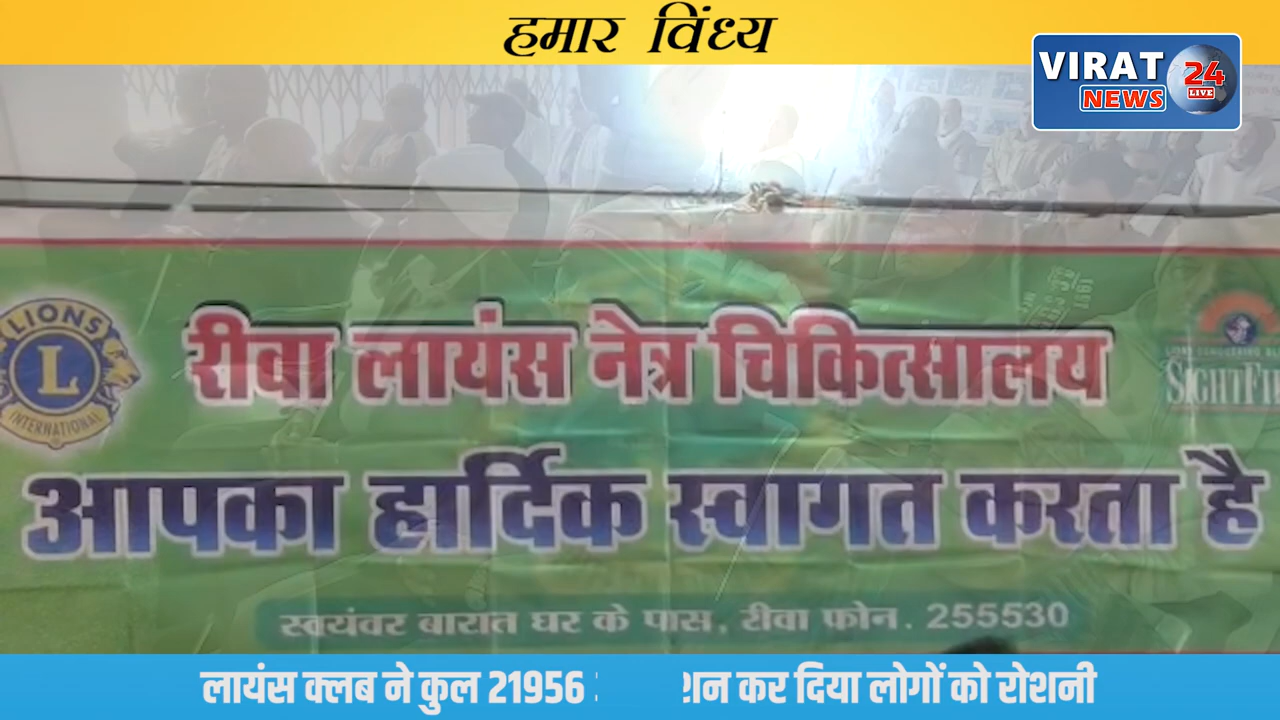 हमार विंध्य
VIRAT
24
NEWS
LIVE
LIONS
L
INTERNATIONAL
रीवा लायंस नेत्र चिकित्सालय
आपका हार्दिक स्वागत करता है
स्वयंवर बारात घर के पास, रीवा फोन. 255530
लायंस क्लब ने कुल 21956 शन कर दिया लोगों को रोशनी